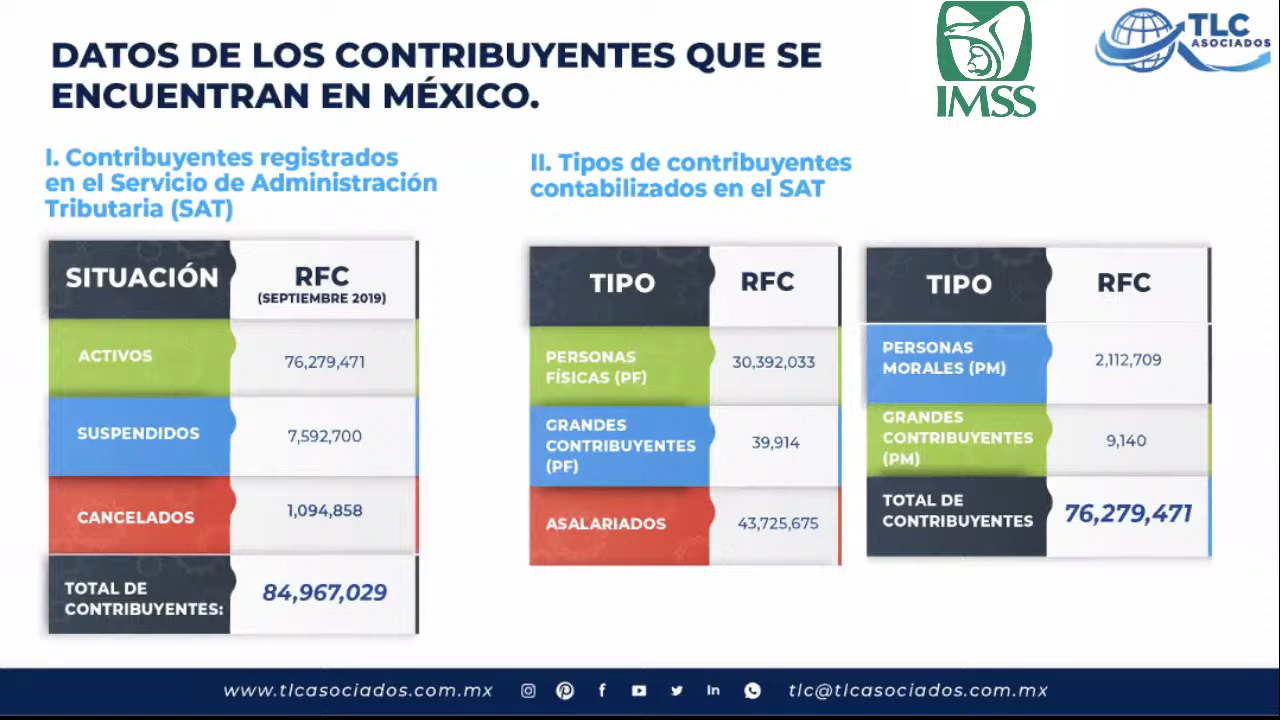 DATOS DE LOS CONTRIBUYENTES QUE SE
ENCUENTRAN EN MÉXICO.
IMSS
TLC
ASOCIADOS
I. Contribuyentes registrados
en el Servicio de Administración
Tributaria (SAT)
SITUACIÓN
RFC
(SEPTIEMBRE 2019)
ACTIVOS
76,279,471
SUSPENDIDOS
7,592,700
CANCELADOS
1,094,858
TOTAL DE
CONTRIBUYENTES:
84,967,029
II. Tipos de contribuyentes
contabilizados en el SAT
TIPO
RFC
PERSONAS
FÍSICAS (PF)
30,392,033
GRANDES
CONTRIBUYENTES
(PF)
39,914
ASALARIADOS
43,725,675
TIPO
RFC
PERSONAS
MORALES (PM)
2,112,709
GRANDES
CONTRIBUYENTES
(PM)
9,140
TOTAL DE
CONTRIBUYENTES
76,279,471
www.tlcasociados.com.mx
tlc@tlcasociados.com.mx